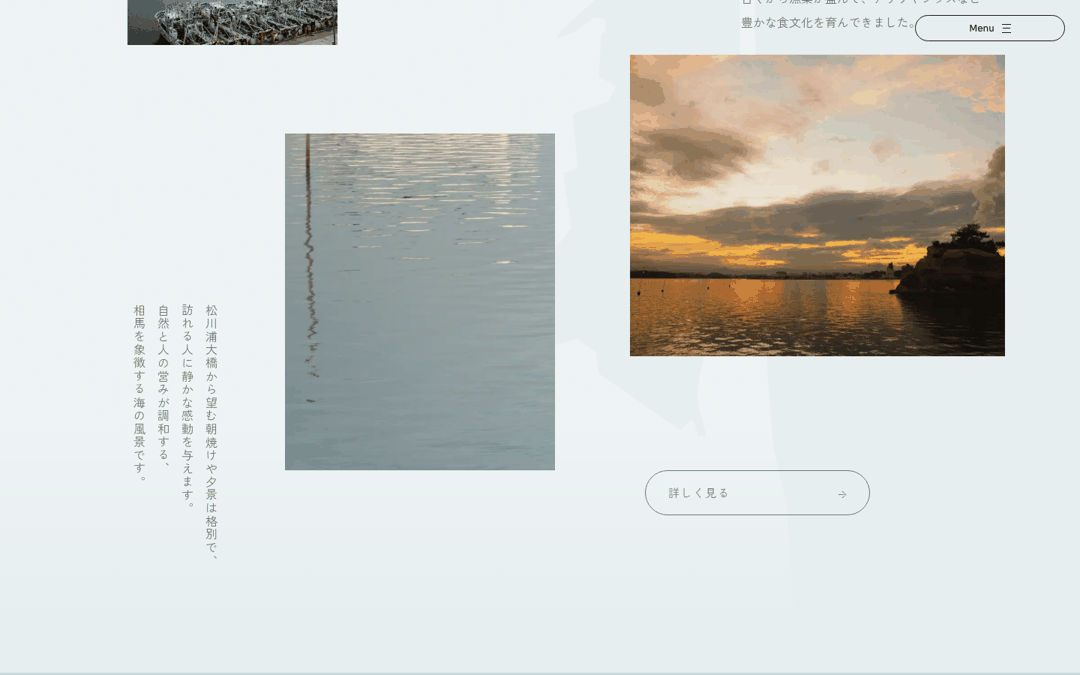 豊かな食文化を育んできました。
Menu
松川浦大橋から望む朝焼けや夕景は格別で、
訪れる人に静かな感動を与えます。
自然と人の営みが調和する、
相馬を象徴する海の風景です。
詳しく見る